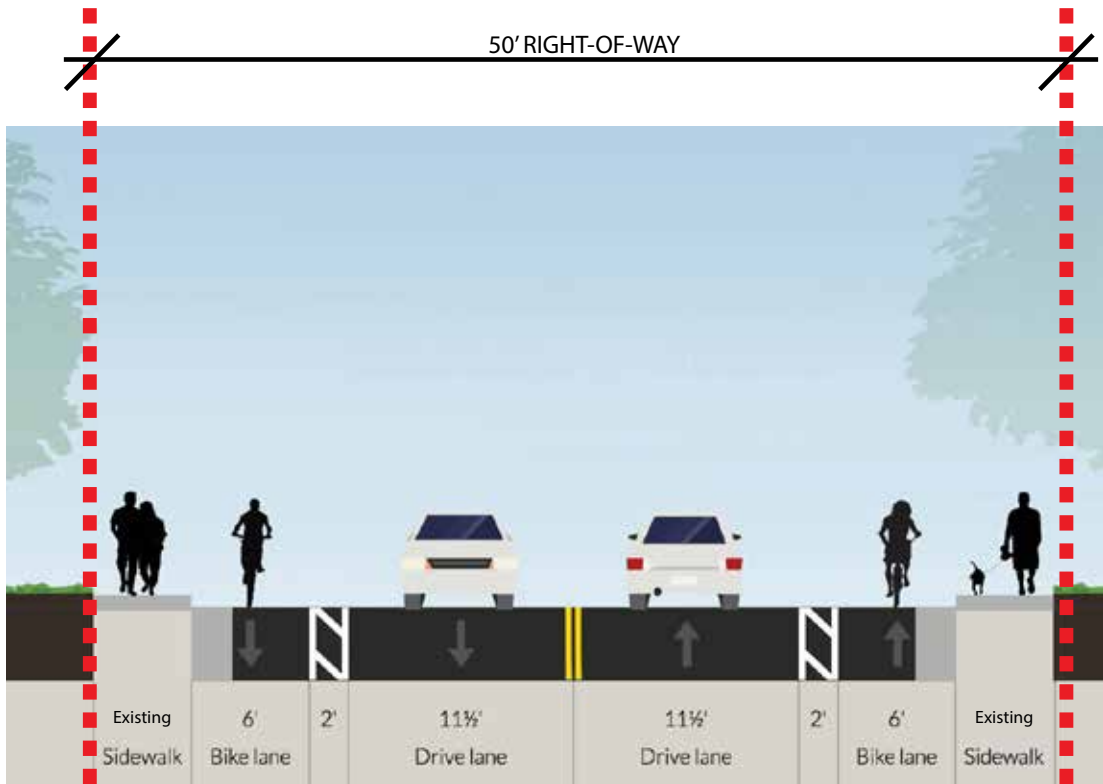 50' RIGHT-OF-WAY
Existing 6' 2' 11½' 11½' 2' 6' Existing
Sidewalk Bike lane Drive lane Drive lane Bike lane Sidewalk